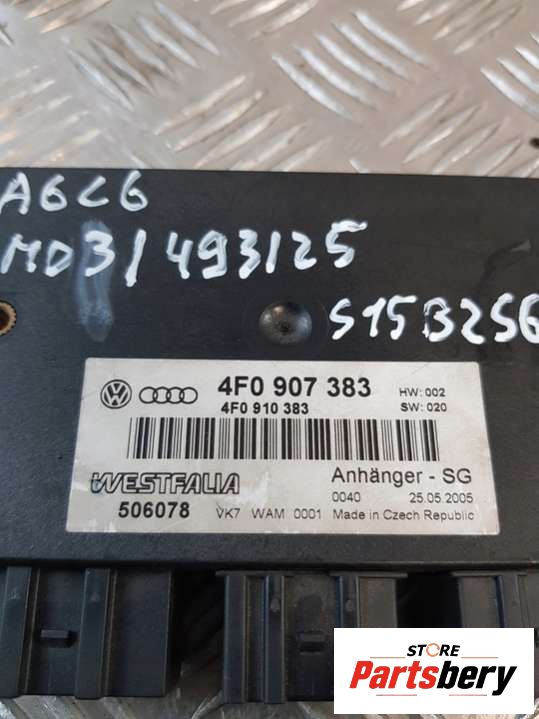 A6C6
MD3/493125
S15B256
4F0 907 383
HW: 002
4F0 910 383
SW: 020
WESTFALIA
Anhänger - SG
0040 25.05.2005
506078
VK7 WAM 0001 Made in Czech Republic
STORE
Partsbery